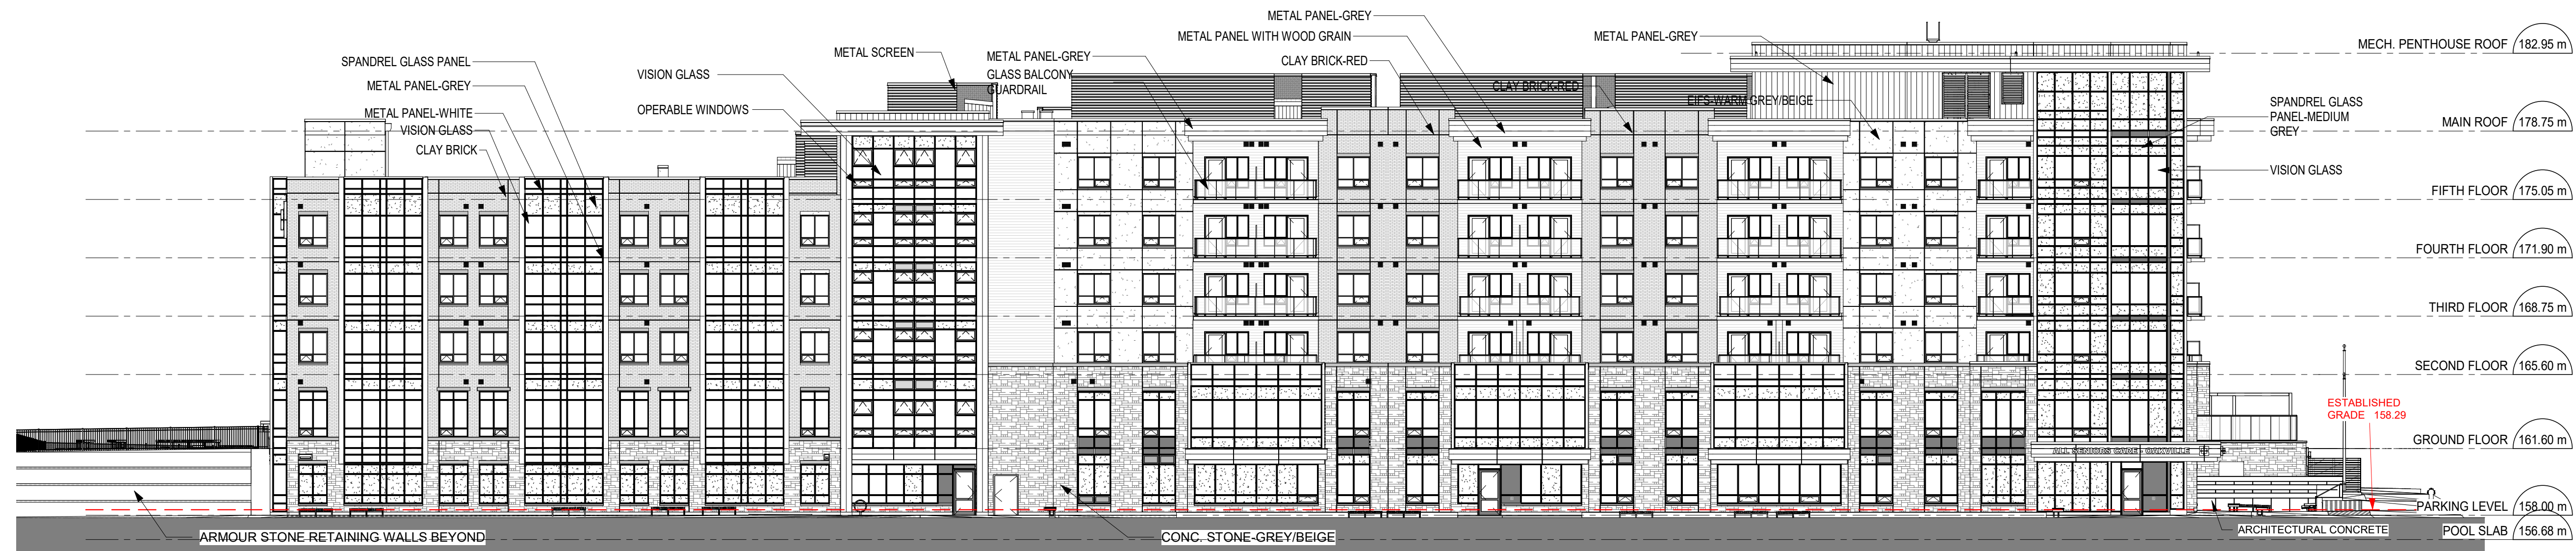 METAL PANEL-GREY
METAL PANEL WITH WOOD GRAIN
METAL PANEL-GREY
MECH. PENTHOUSE ROOF 182.95 m
METAL SCREEN
METAL PANEL-GREY
CLAY BRICK-RED
SPANDREL GLASS PANEL
VISION GLASS
GLASS BALCONY
GUARDRAIL
METAL PANEL-GREY
CLAY BRICK-RED
EIFS-WARM GREY/BEIGE
SPANDREL GLASS
PANEL-MEDIUM
GREY
METAL PANEL-WHITE
OPERABLE WINDOWS
MAIN ROOF 178.75 m
VISION GLASS
CLAY BRICK
VISION GLASS
FIFTH FLOOR 175.05 m
FOURTH FLOOR 171.90 m
THIRD FLOOR 168.75 m
SECOND FLOOR 165.60 m
ESTABLISHED
GRADE 158.29
GROUND FLOOR 161.60 m
ALL SENIORS CARE - OAKVILLE
PARKING LEVEL 158.00 m
ARCHITECTURAL CONCRETE
POOL SLAB 156.68 m
ARMOUR STONE RETAINING WALLS BEYOND
CONC. STONE-GREY/BEIGE